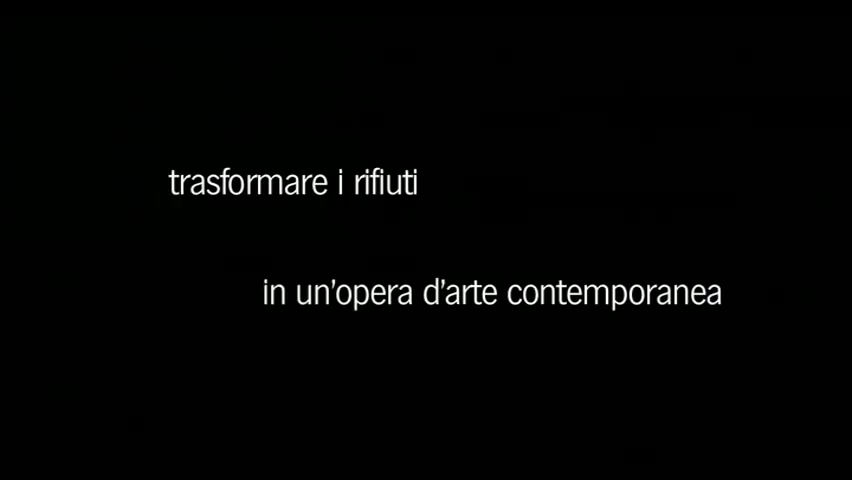 trasformare i rifiuti
in un’opera d’arte contemporanea